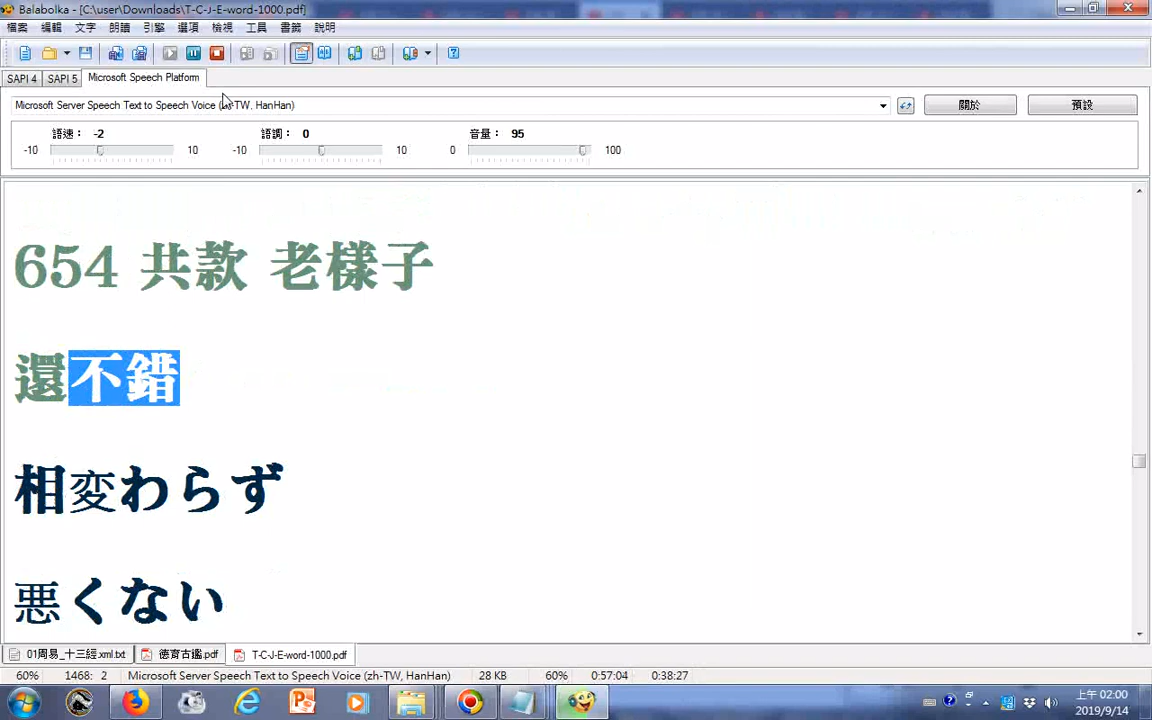 Balabolka - [C:\user\Downloads\T-C-J-E-word-1000.pdf]
檔案 編輯 文字 朗讀 引擎 選項 檢視 工具 書籤 說明
SAPI 4 SAPI 5 Microsoft Speech Platform
Microsoft Server Speech Text to Speech Voice (zh-TW, HanHan) 關於 預設
語速： -2 語調： 0 音量： 95
-10 10 -10 10 0 100
654 共款 老樣子
還不錯
相変わらず
悪くない
01周易_十三經.xml.txt 德育古鑑.pdf T-C-J-E-word-1000.pdf
60% 1468: 2 Microsoft Server Speech Text to Speech Voice (zh-TW, HanHan) 28 KB 60% 0:57:04 0:38:27
上午 02:00
2019/9/14